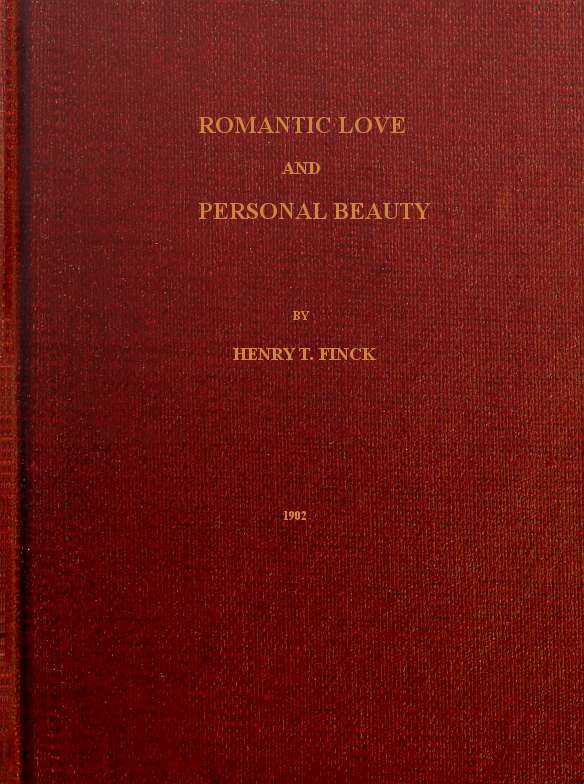 ROMANTIC LOVE
AND
PERSONAL BEAUTY
BY
HENRY T. FINCK
1902